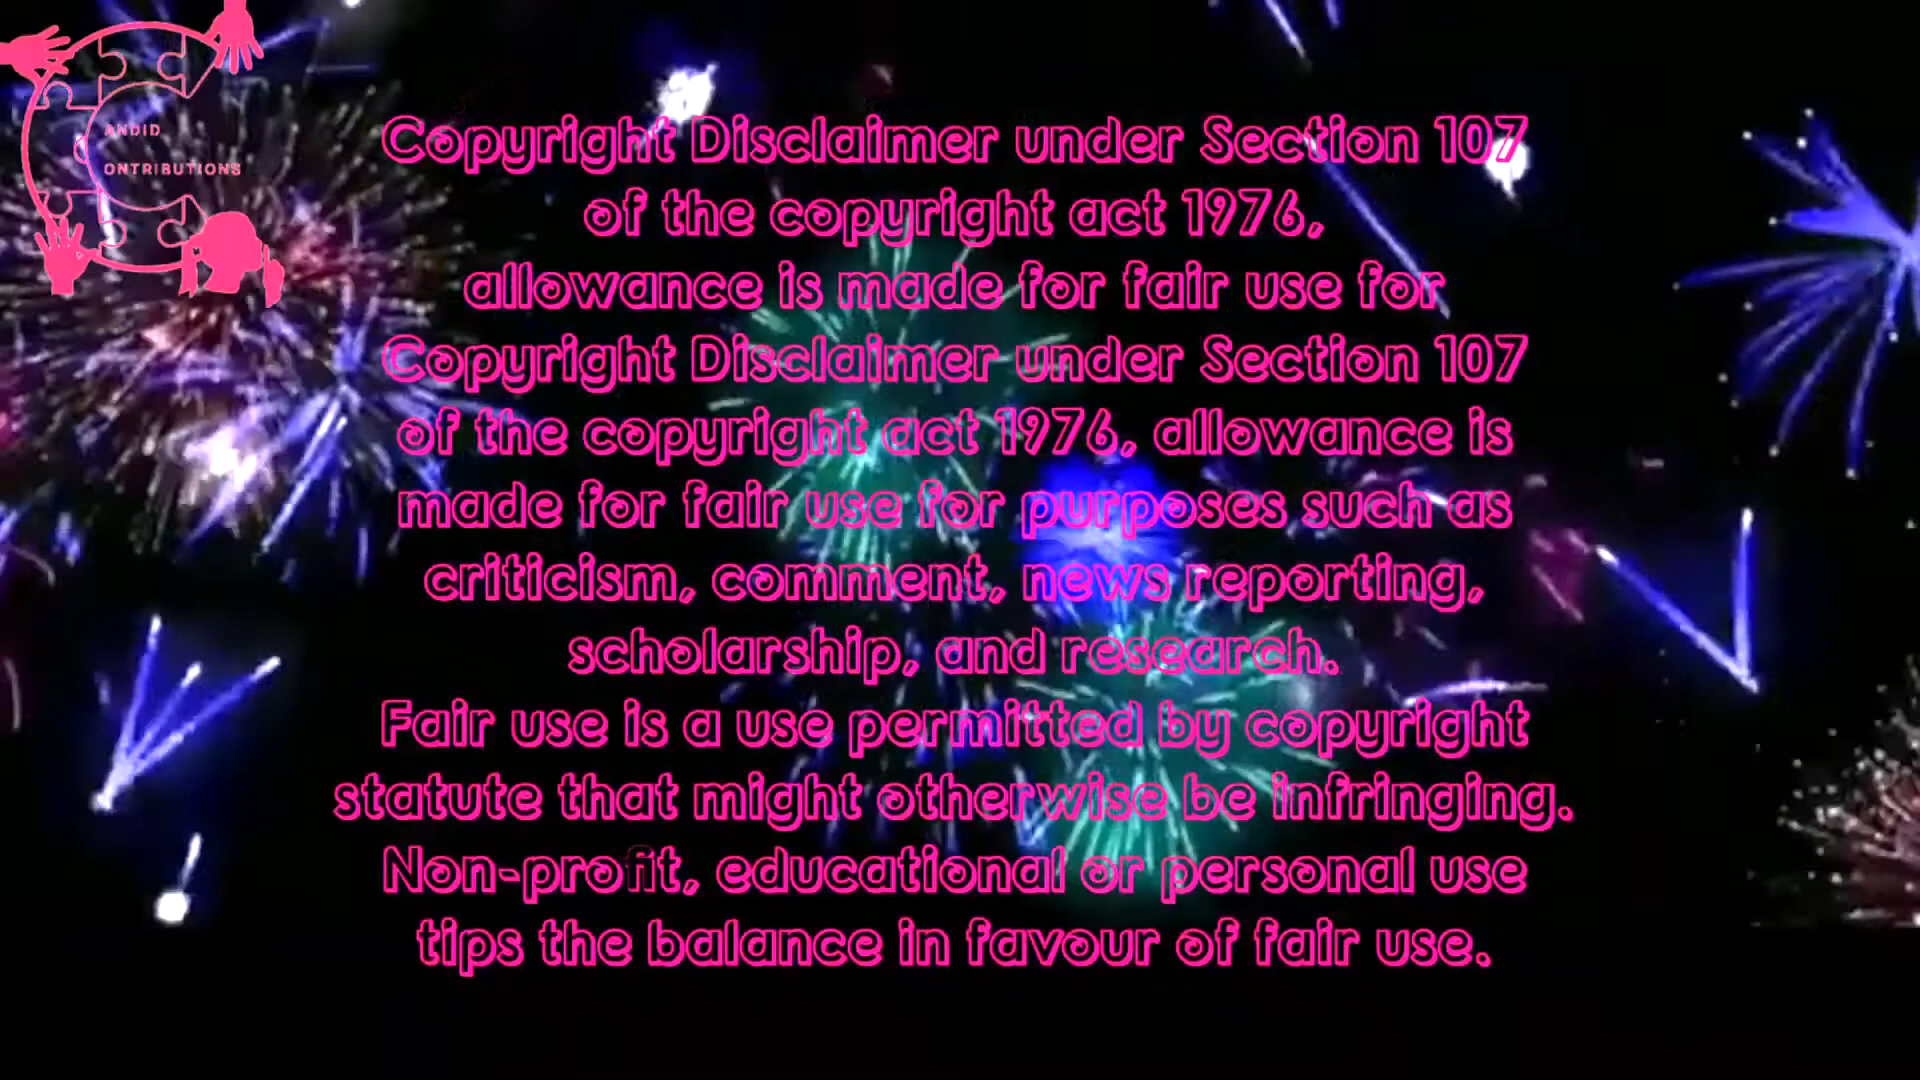 ANDID
ONTRIBUTIONS
Copyright Disclaimer under Section 107
of the copyright act 1976,
allowance is made for fair use for
Copyright Disclaimer under Section 107
of the copyright act 1976, allowance is
made for fair use for purposes such as
criticism, comment, news reporting,
scholarship, and research.
Fair use is a use permitted by copyright
statute that might otherwise be infringing.
Non-profit, educational or personal use
tips the balance in favour of fair use.